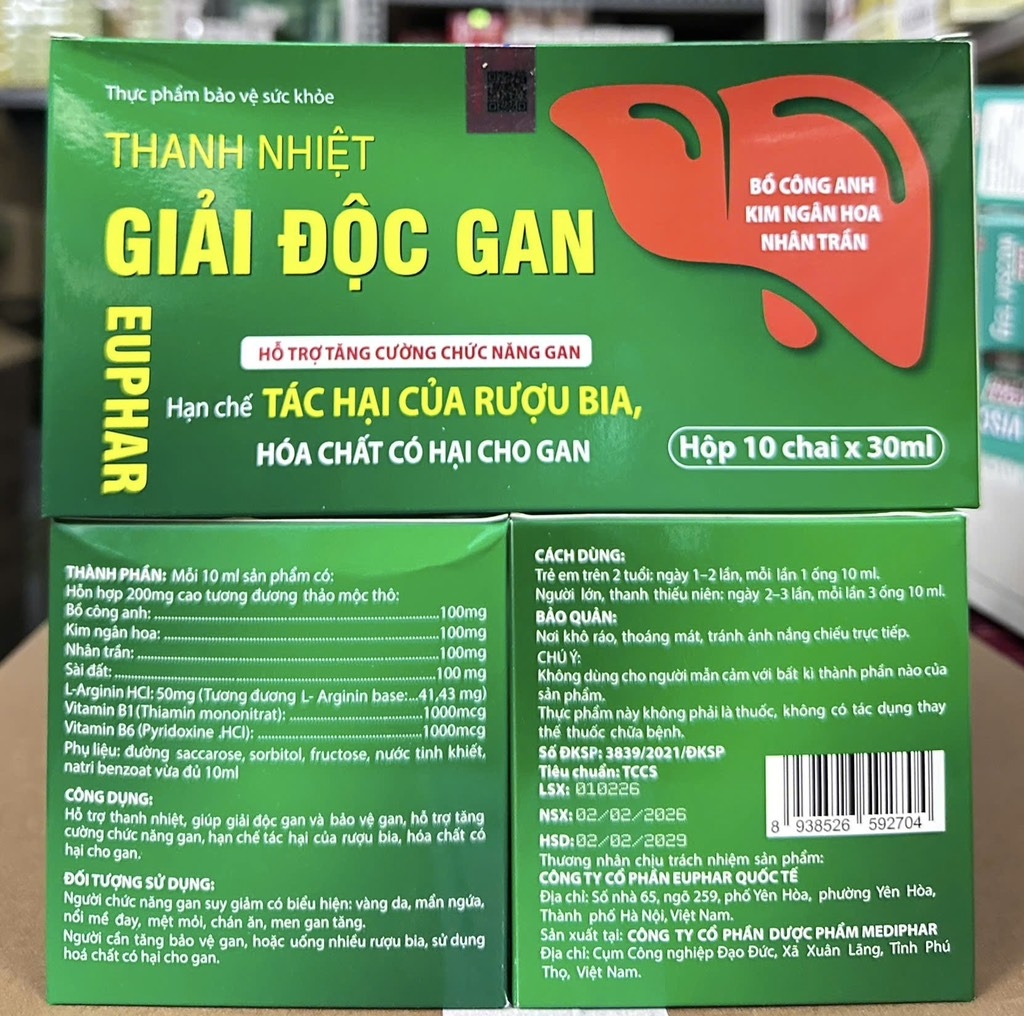 Thực phẩm bảo vệ sức khỏe
THANH NHIỆT
GIẢI ĐỘC GAN
EUPHAR
BỒ CÔNG ANH
KIM NGÂN HOA
NHÂN TRẦN
HỖ TRỢ TĂNG CƯỜNG CHỨC NĂNG GAN
Hạn chế TÁC HẠI CỦA RƯỢU BIA,
HÓA CHẤT CÓ HẠI CHO GAN
Hộp 10 chai x 30ml
THÀNH PHẦN: Mỗi 10 ml sản phẩm có:
Hỗn hợp 200mg cao tương đương thảo mộc thô:
Bồ công anh:...100mg
Kim ngân hoa:...100mg
Nhân trần:...100mg
Sài đất:...100 mg
L-Arginin HCl: 50mg (Tương đương L- Arginin base:...41,43 mg)
Vitamin B1(Thiamin mononitrat):...1000mcg
Vitamin B6 (Pyridoxine .HCl):...1000mcg
Phụ liệu: đường saccarose, sorbitol, fructose, nước tinh khiết,
natri benzoat vừa đủ 10ml
CÔNG DỤNG:
Hỗ trợ thanh nhiệt, giúp giải độc gan và bảo vệ gan, hỗ trợ tăng
cường chức năng gan, hạn chế tác hại của rượu bia, hóa chất có
hại cho gan.
ĐỐI TƯỢNG SỬ DỤNG:
Người chức năng gan suy giảm có biểu hiện: vàng da, mẩn ngứa,
nổi mề đay, mệt mỏi, chán ăn, men gan tăng.
Người cần tăng bảo vệ gan, hoặc uống nhiều rượu bia, sử dụng
hoá chất có hại cho gan.
CÁCH DÙNG:
Trẻ em trên 2 tuổi: ngày 1-2 lần, mỗi lần 1 ống 10 ml.
Người lớn, thanh thiếu niên: ngày 2-3 lần, mỗi lần 3 ống 10 ml.
BẢO QUẢN:
Nơi khô ráo, thoáng mát, tránh ánh nắng chiếu trực tiếp.
CHÚ Ý:
Không dùng cho người mẫn cảm với bất kì thành phần nào của
sản phẩm.
Thực phẩm này không phải là thuốc, không có tác dụng thay
thế thuốc chữa bệnh.
Số ĐKSP: 3839/2021/ĐKSP
Tiêu chuẩn: TCCS
LSX: 010226
NSX: 02/02/2026
HSD: 02/02/2029
8 938526 592704
Thương nhân chịu trách nhiệm sản phẩm:
CÔNG TY CỔ PHẦN EUPHAR QUỐC TẾ
Địa chỉ: Số nhà 65, ngõ 259, phố Yên Hòa, phường Yên Hòa,
Thành phố Hà Nội, Việt Nam.
Sản xuất tại: CÔNG TY CỔ PHẦN DƯỢC PHẨM MEDIPHAR
Địa chỉ: Cụm Công nghiệp Đạo Đức, Xã Xuân Lãng, Tỉnh Phú
Thọ, Việt Nam.